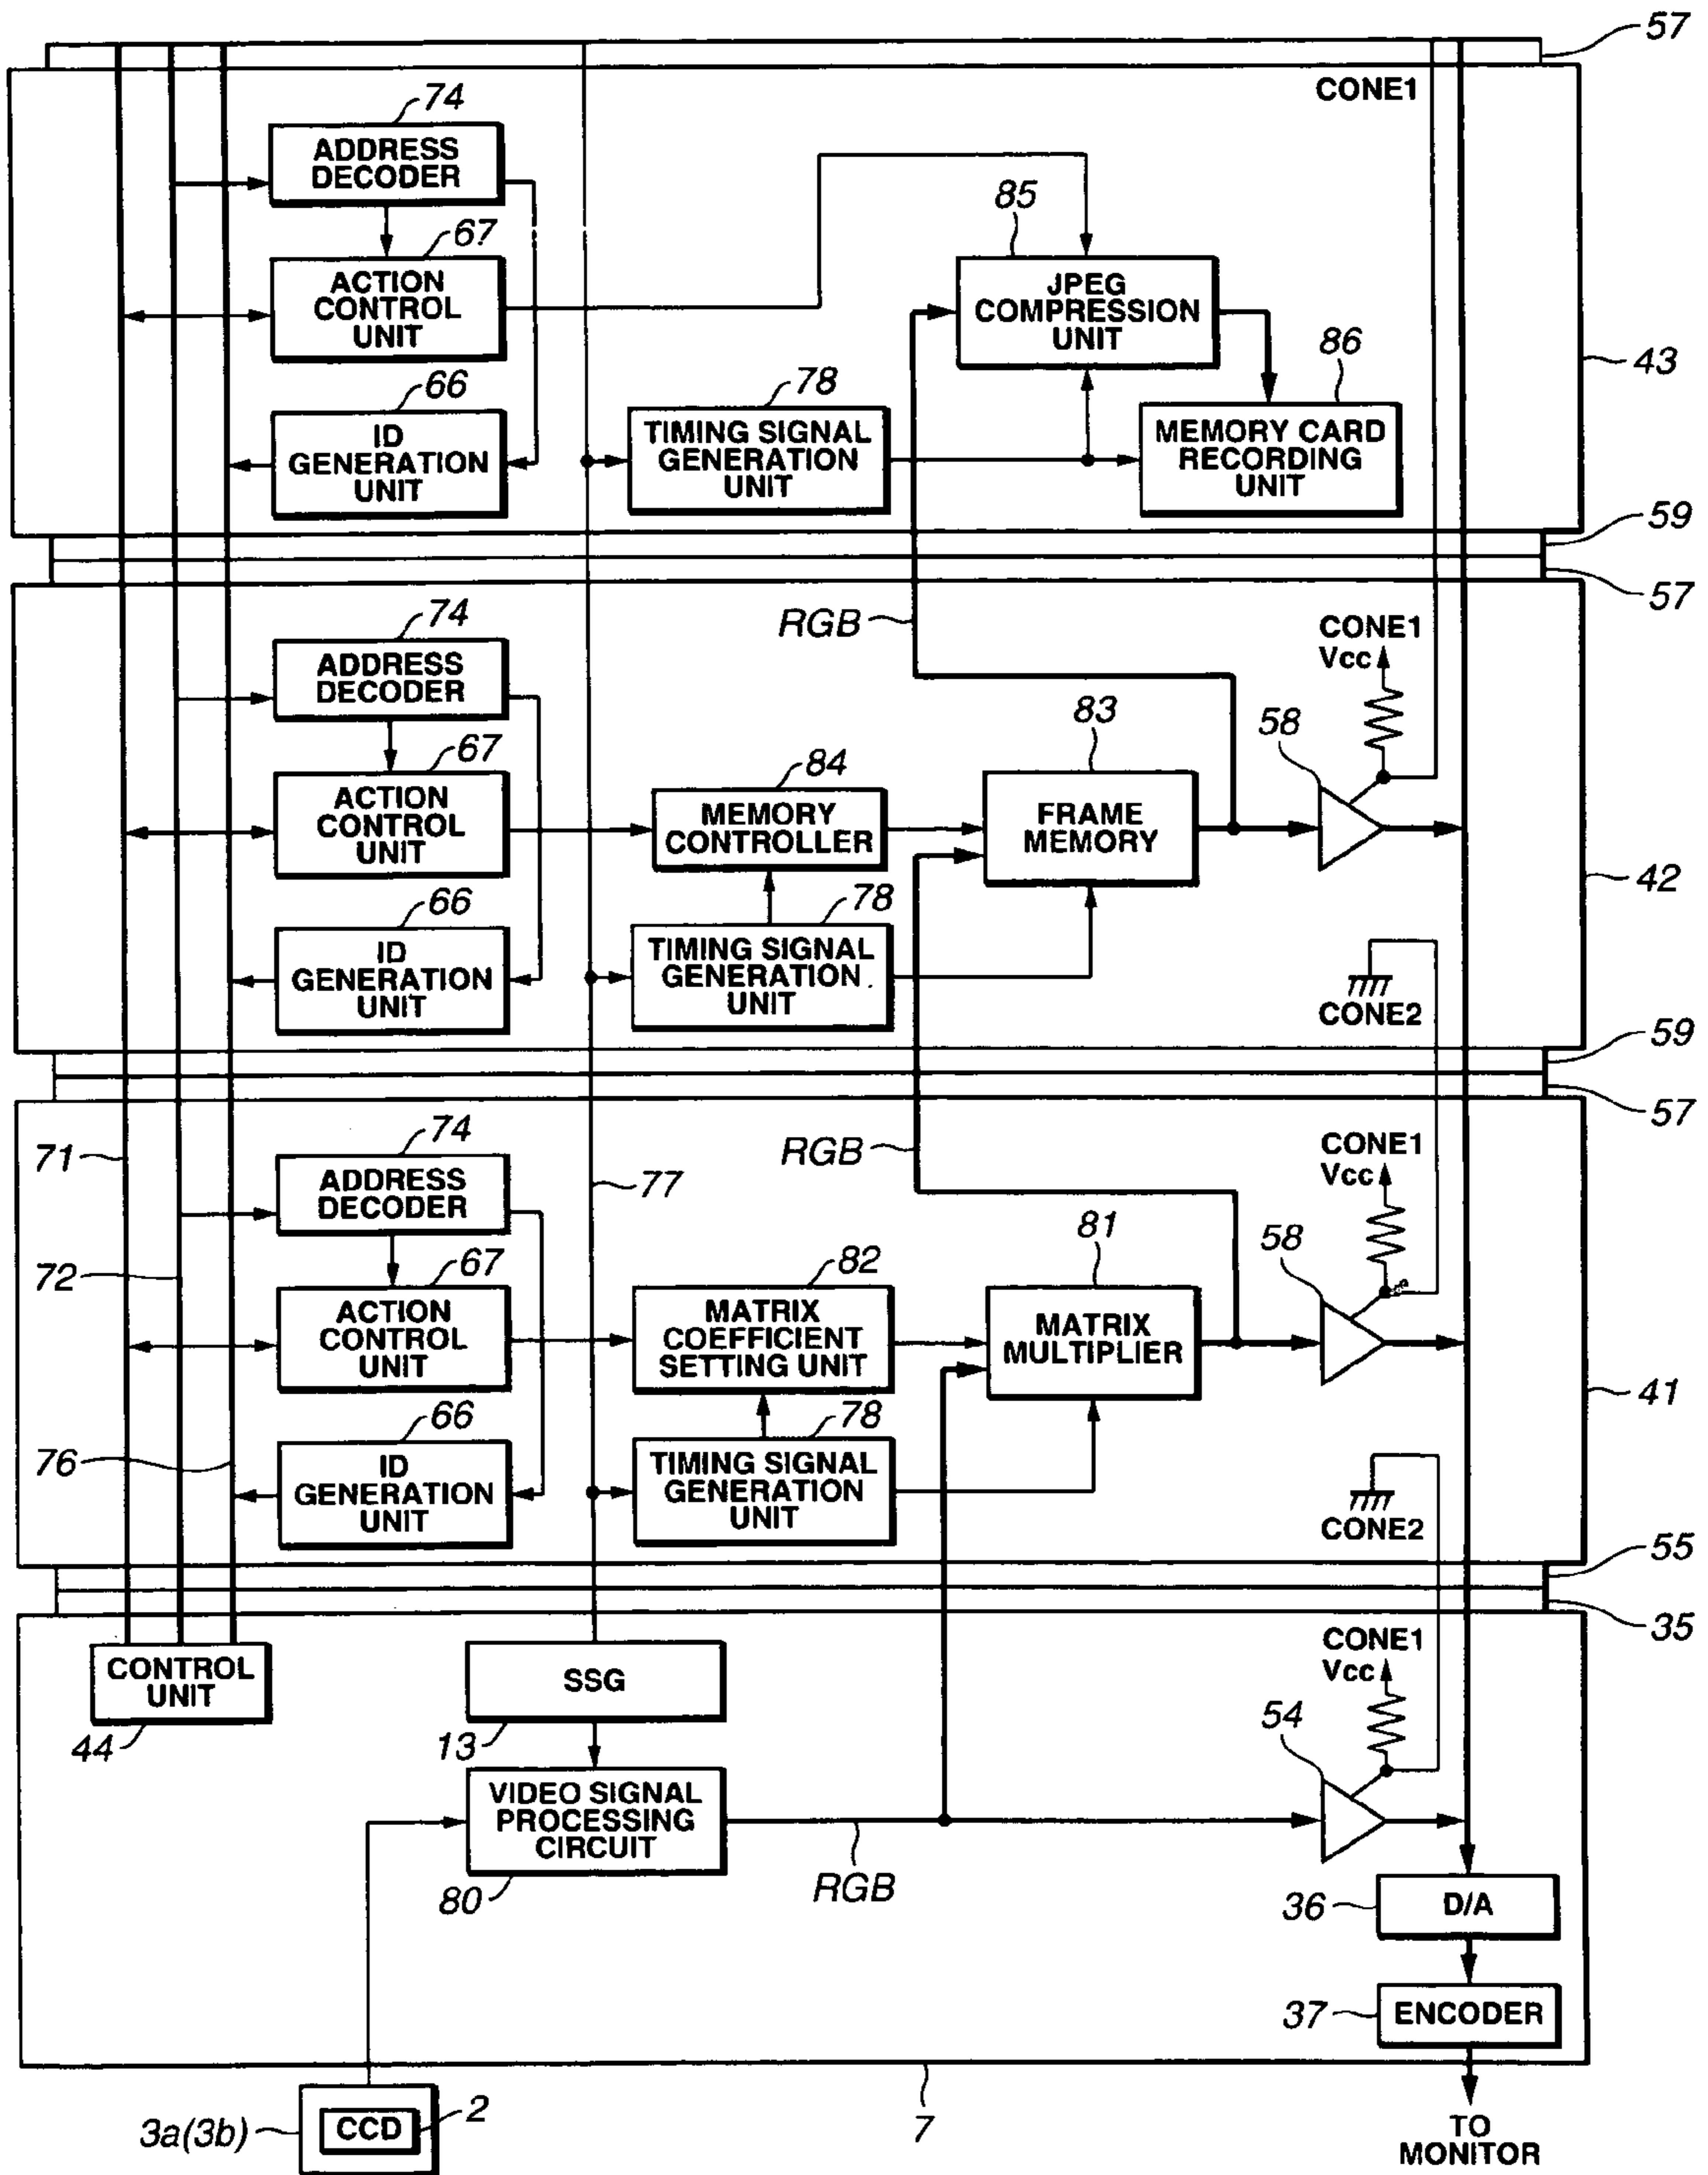 57
CONE1
74
ADDRESS
DECODER
67
ACTION
CONTROL
UNIT
85
JPEG
COMPRESSION
UNIT
86
43
66
ID
GENERATION
UNIT
78
TIMING SIGNAL
GENERATION
UNIT
MEMORY CARD
RECORDING
UNIT
59
57
RGB
CONE1
Vcc
74
ADDRESS
DECODER
67
ACTION
CONTROL
UNIT
84
MEMORY
CONTROLLER
83
FRAME
MEMORY
58
42
66
ID
GENERATION
UNIT
78
TIMING SIGNAL
GENERATION
UNIT
CONE2
59
57
71
RGB
CONE1
Vcc
74
ADDRESS
DECODER
77
72
67
ACTION
CONTROL
UNIT
82
MATRIX
COEFFICIENT
SETTING UNIT
81
MATRIX
MULTIPLIER
58
41
76
66
ID
GENERATION
UNIT
78
TIMING SIGNAL
GENERATION
UNIT
CONE2
55
35
CONTROL
UNIT
44
SSG
13
CONE1
Vcc
54
VIDEO SIGNAL
PROCESSING
CIRCUIT
80
RGB
36
D/A
37
ENCODER
3a(3b)
CCD
2
7
TO
MONITOR